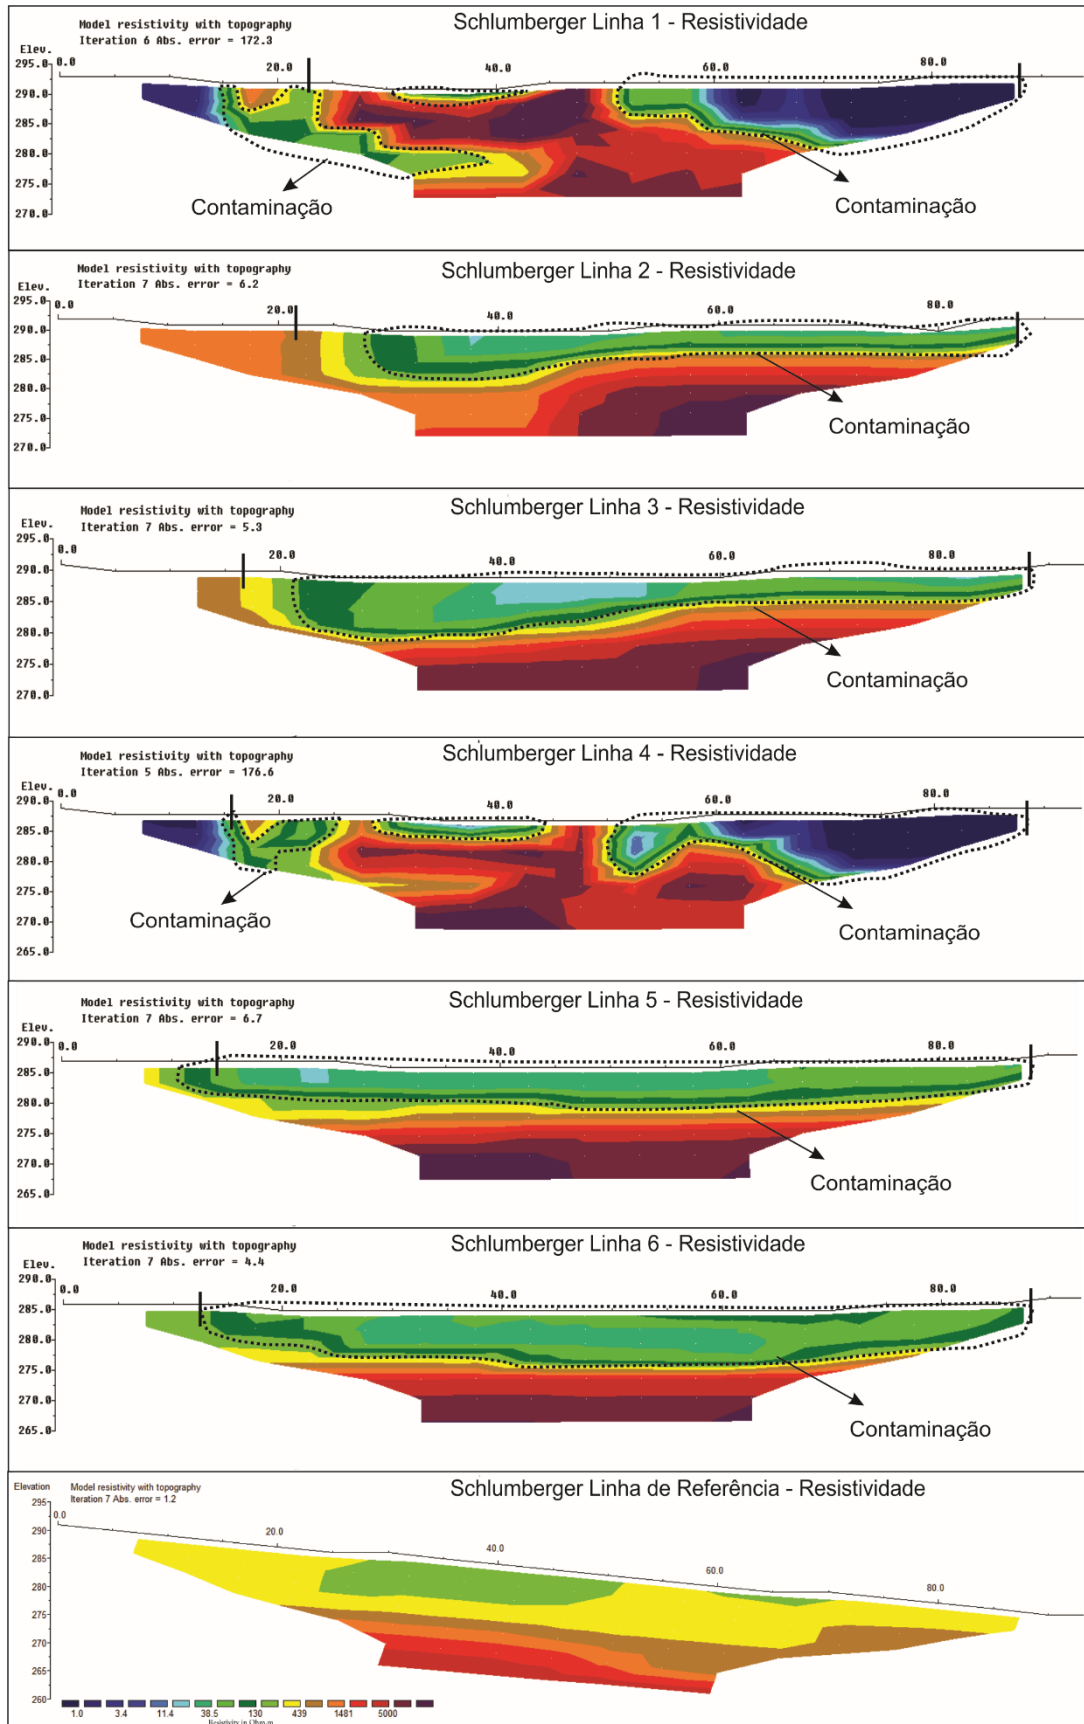 Schlumberger Linha 1 - Resistividade
Model resistivity with topography
Iteration 6 Abs. error = 172.3
Elev.
0.0 20.0 40.0 60.0 80.0
295.0
290.0
285.0
280.0
275.0
270.0
Contaminação
Contaminação
Schlumberger Linha 2 - Resistividade
Model resistivity with topography
Iteration 7 Abs. error = 6.2
Elev.
0.0 20.0 40.0 60.0 80.0
295.0
290.0
285.0
280.0
275.0
270.0
Contaminação
Schlumberger Linha 3 - Resistividade
Model resistivity with topography
Iteration 7 Abs. error = 5.3
Elev.
0.0 20.0 40.0 60.0 80.0
295.0
290.0
285.0
280.0
275.0
270.0
Contaminação
Schlumberger Linha 4 - Resistividade
Model resistivity with topography
Iteration 5 Abs. error = 176.6
Elev.
0.0 20.0 40.0 60.0 80.0
290.0
285.0
280.0
275.0
270.0
265.0
Contaminação
Contaminação
Schlumberger Linha 5 - Resistividade
Model resistivity with topography
Iteration 7 Abs. error = 6.7
Elev.
0.0 20.0 40.0 60.0 80.0
290.0
285.0
280.0
275.0
270.0
265.0
Contaminação
Schlumberger Linha 6 - Resistividade
Model resistivity with topography
Iteration 7 Abs. error = 4.4
Elev.
0.0 20.0 40.0 60.0 80.0
290.0
285.0
280.0
275.0
270.0
265.0
Contaminação
Schlumberger Linha de Referência - Resistividade
Elevation
Model resistivity with topography
Iteration 7 Abs. error = 1.2
0.0 20.0 40.0 60.0 80.0
295
290
285
280
275
270
265
260
1.0 3.4 11.4 38.5 130 439 1481 5000
Resistivity in Ohm.m